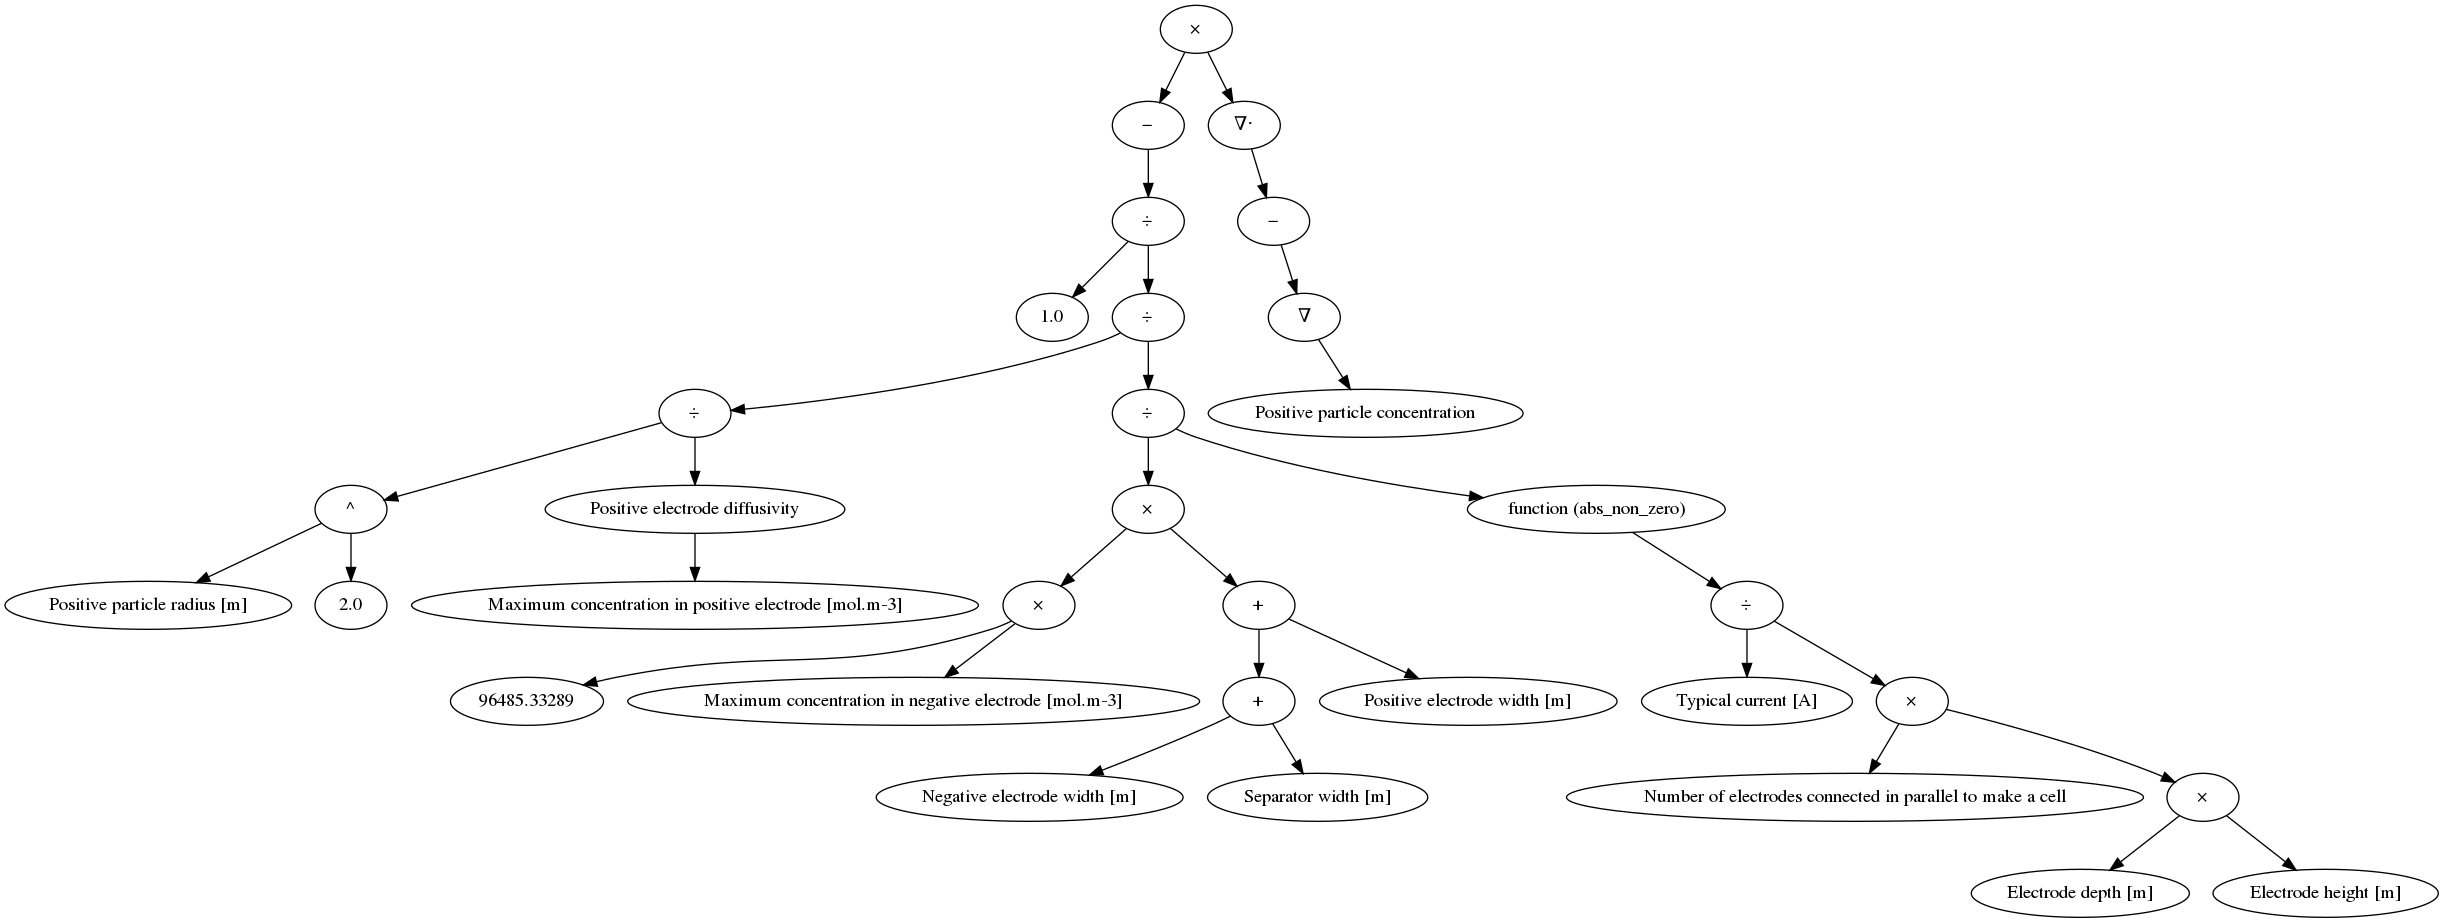 ×
− ∇⋅
÷ −
1.0 ÷ ∇
÷ ÷ Positive particle concentration
^ Positive electrode diffusivity × function (abs_non_zero)
Positive particle radius [m] 2.0 Maximum concentration in positive electrode [mol.m-3] × + ÷
96485.33289 Maximum concentration in negative electrode [mol.m-3] + Positive electrode width [m] Typical current [A] ×
Negative electrode width [m] Separator width [m] Number of electrodes connected in parallel to make a cell ×
Electrode depth [m] Electrode height [m]